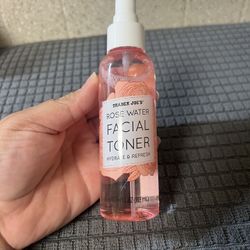 TRADER JOE'S
ROSE WATER
FACIAL
TONER
HYDRATE & REFRESH